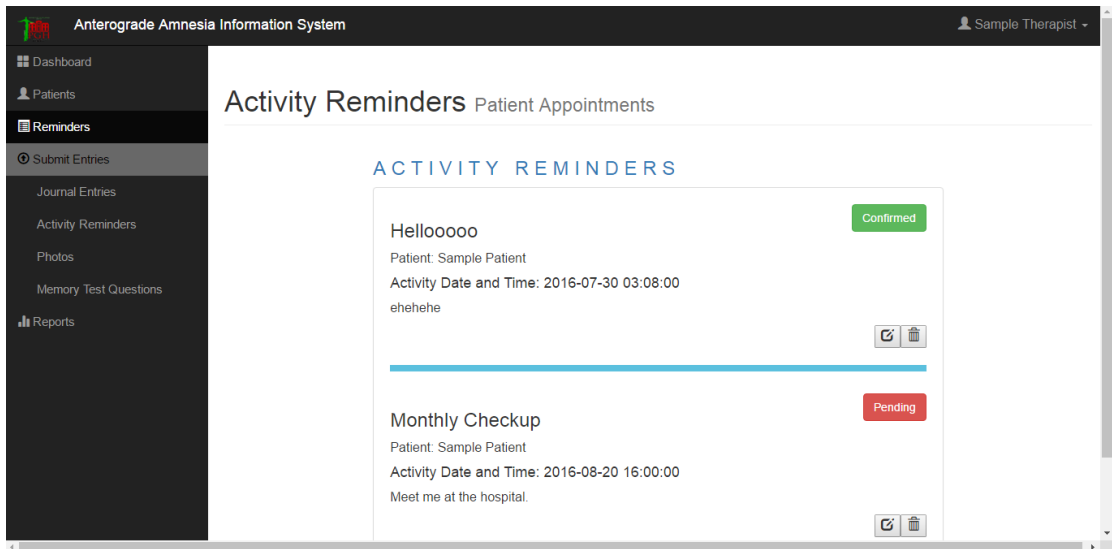 Anterograde Amnesia Information System
Sample Therapist
Dashboard
Patients
Reminders
Submit Entries
Journal Entries
Activity Reminders
Photos
Memory Test Questions
Reports
Activity Reminders Patient Appointments
ACTIVITY REMINDERS
Confirmed
Hellooooo
Patient: Sample Patient
Activity Date and Time: 2016-07-30 03:08:00
ehehehe
Pending
Monthly Checkup
Patient: Sample Patient
Activity Date and Time: 2016-08-20 16:00:00
Meet me at the hospital.